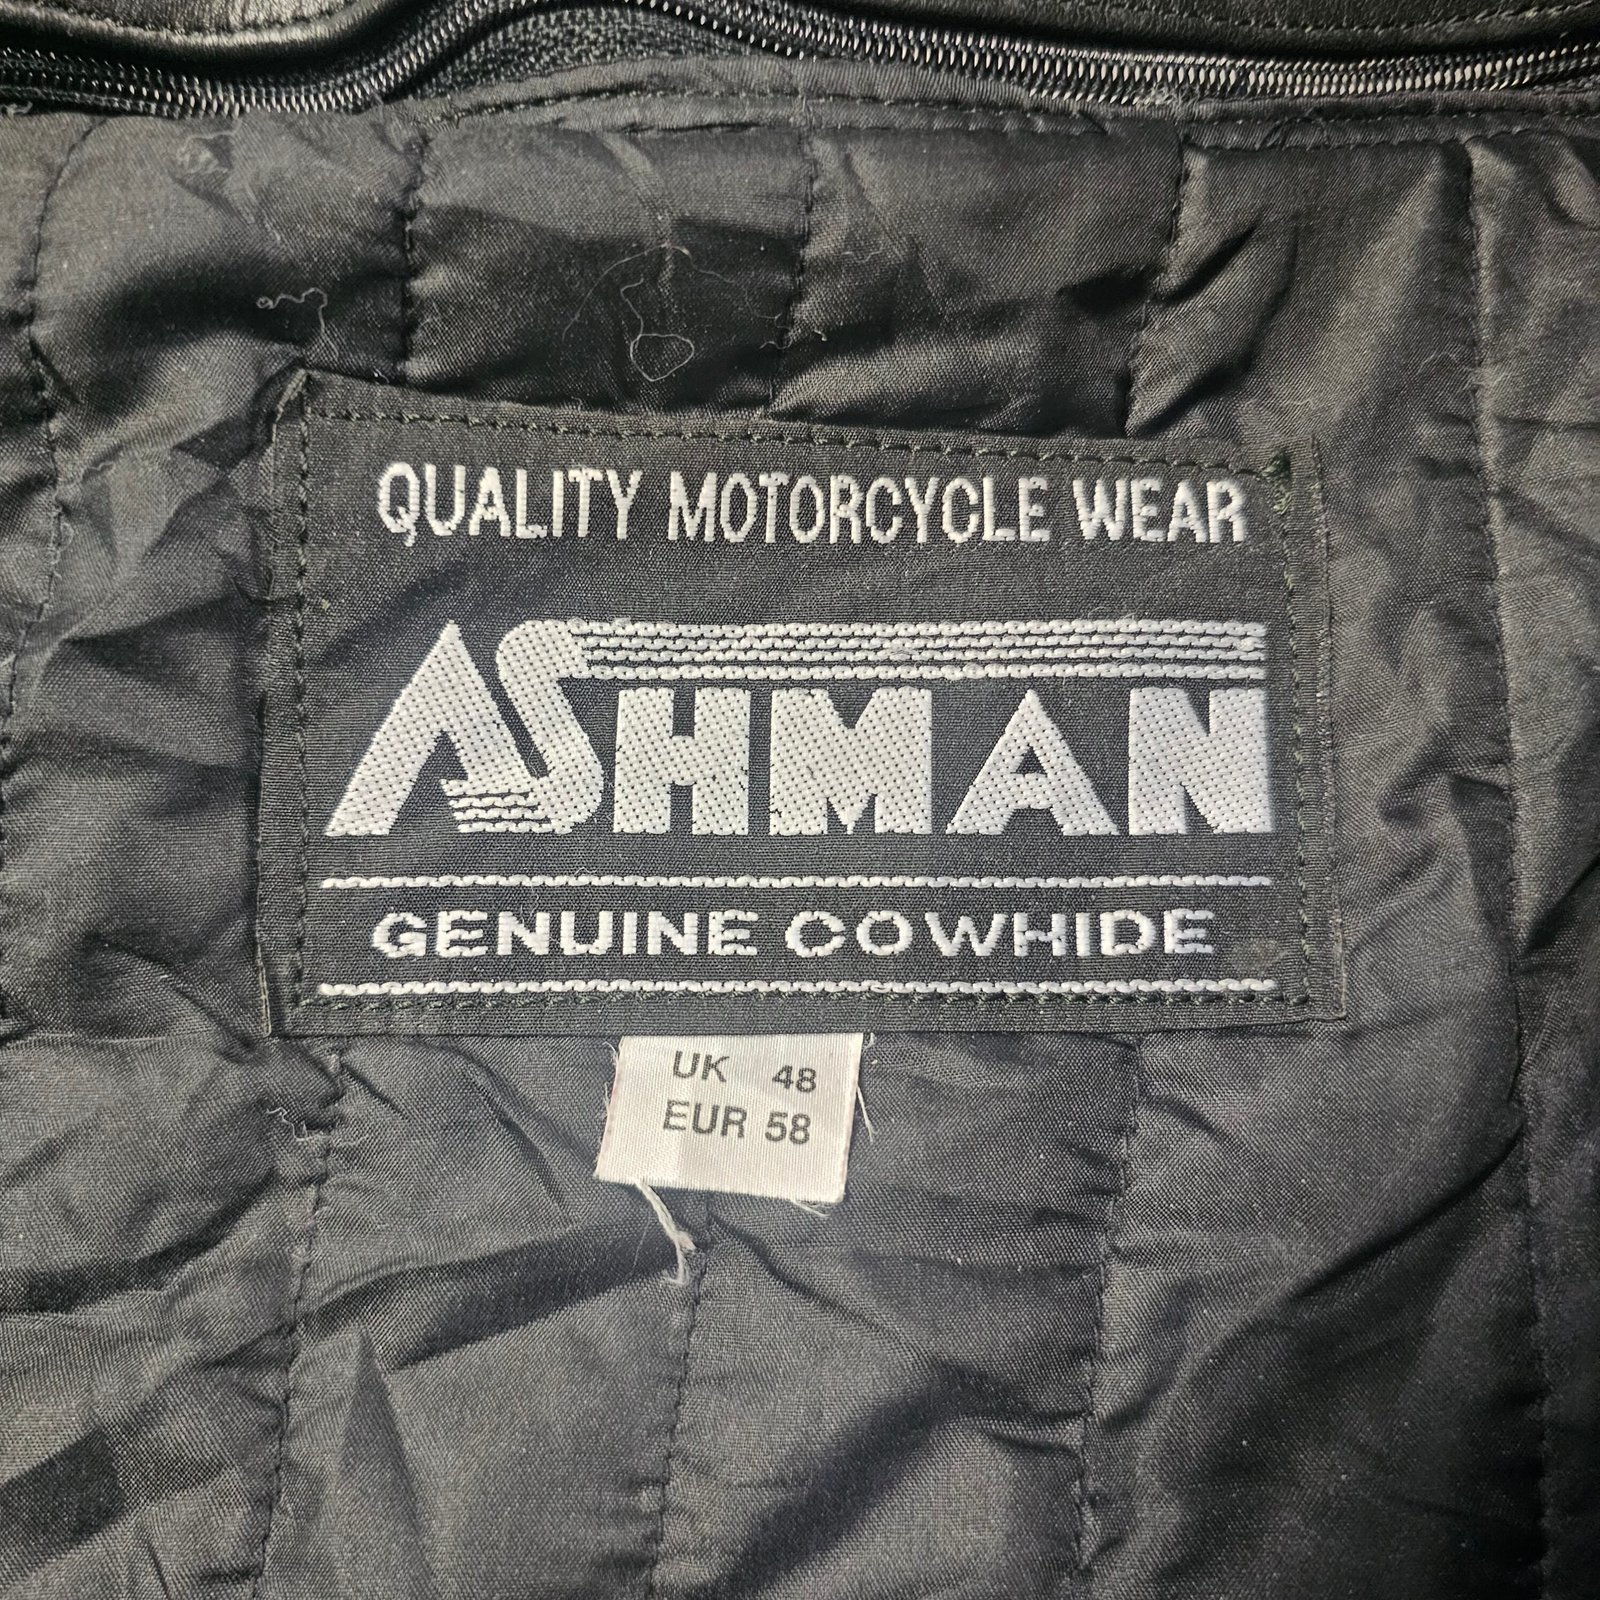 QUALITY MOTORCYCLE WEAR
ASHMAN
GENUINE COWHIDE
UK 48
EUR 58